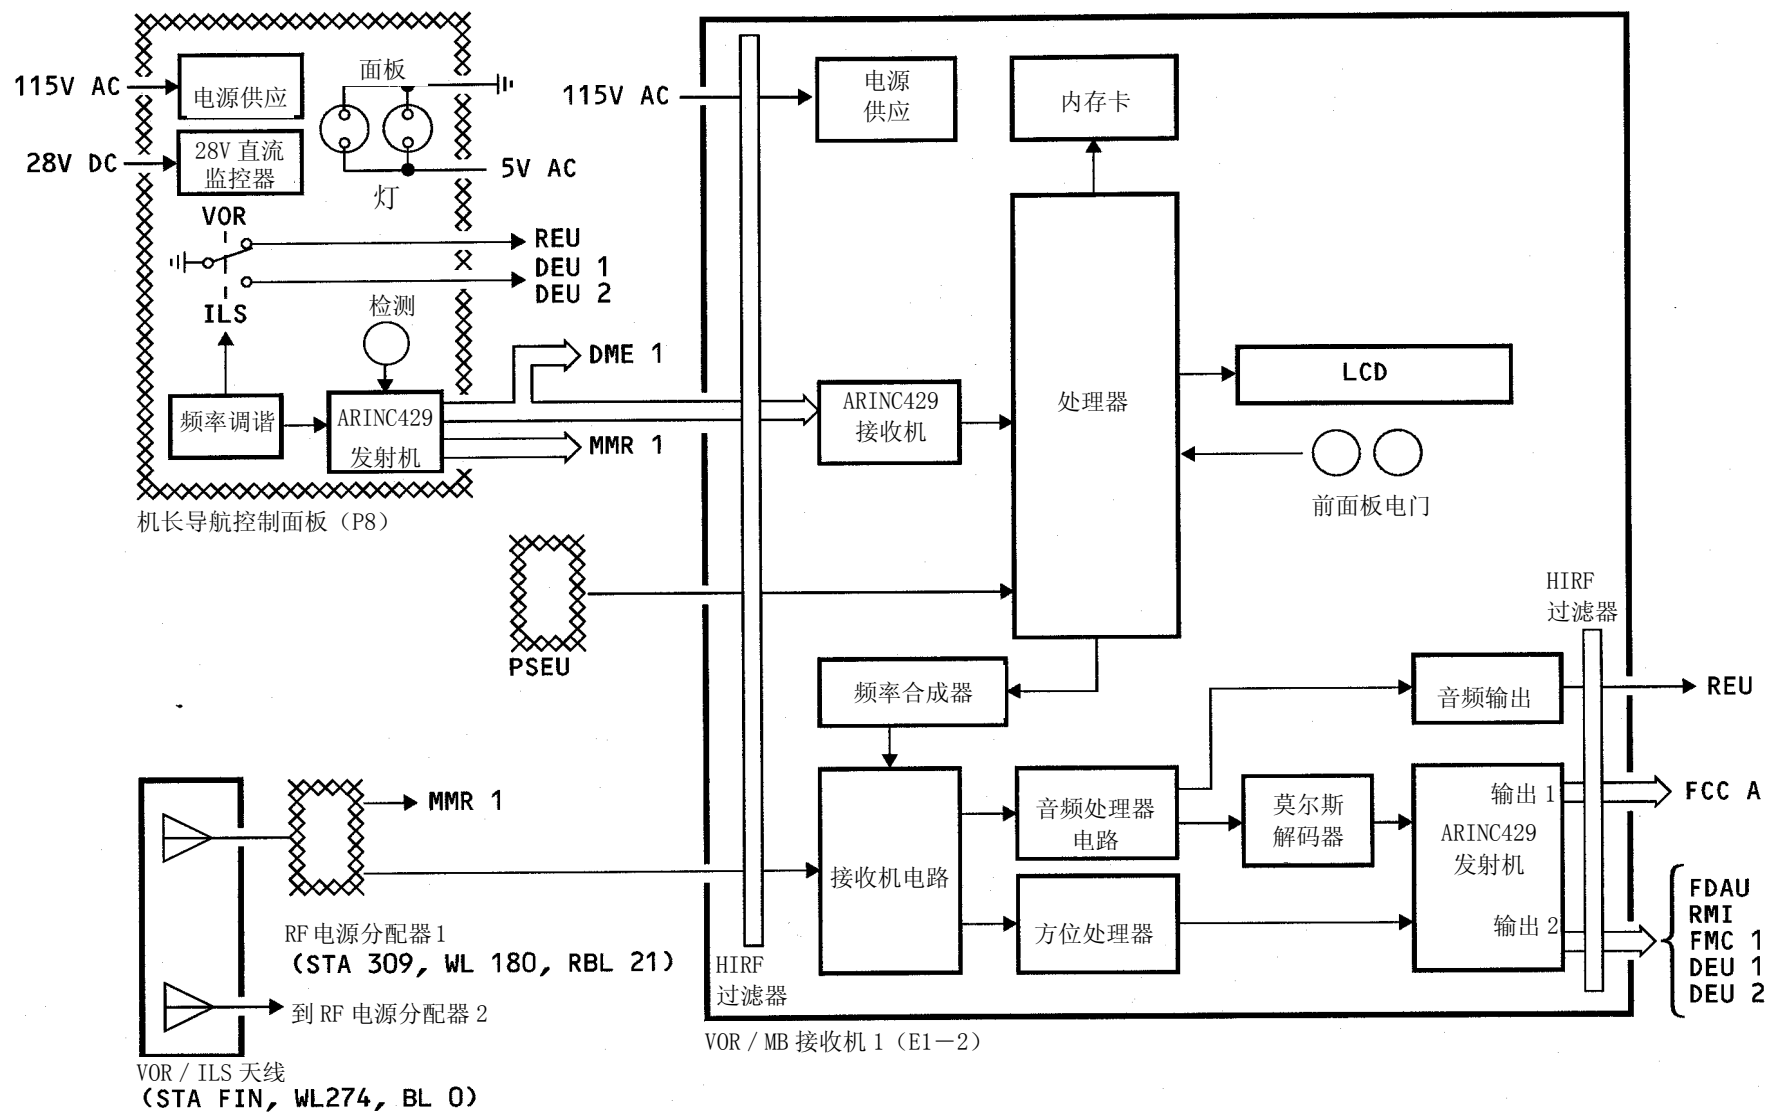 115V AC
电源供应
28V DC
28V 直流
监控器
面板
灯
5V AC
VOR
ILS
REU
DEU 1
DEU 2
检测
频率调谐
ARINC429
发射机
DME 1
MMR 1
机长导航控制面板（P8）
PSEU
MMR 1
RF 电源分配器 1
(STA 309, WL 180, RBL 21)
到 RF 电源分配器 2
VOR / ILS 天线
(STA FIN, WL274, BL 0)
115V AC
电源
供应
内存卡
ARINC429
接收机
处理器
LCD
前面板电门
频率合成器
接收机电路
音频处理器
电路
方位处理器
莫尔斯
解码器
音频输出
输出 1
ARINC429
发射机
输出 2
HIRF
过滤器
HIRF
过滤器
VOR / MB 接收机 1（E1－2）
REU
FCC A
FDAU
RMI
FMC 1
DEU 1
DEU 2